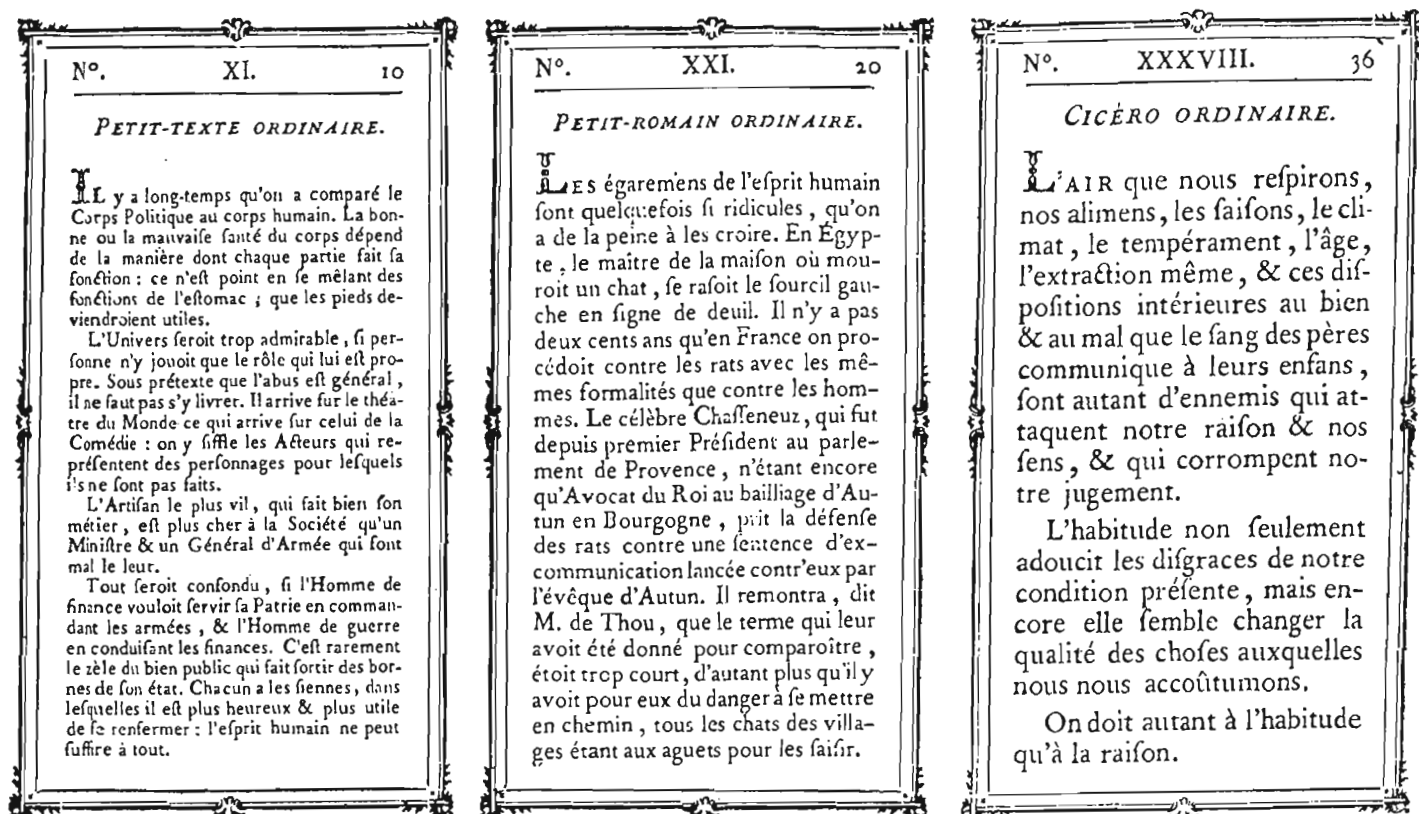 Nº. XI. 10
PETIT-TEXTE ORDINAIRE.
IL y a long-temps qu'on a comparé le
Corps Politique au corps humain. La bon-
ne ou la mauvaiſe ſanté du corps dépend
de la manière dont chaque partie fait ſa
fonction : ce n'eſt point en ſe mêlant des
fonctions de l'eſtomac ; que les pieds de-
viendroient utiles.
L'Univers ſeroit trop admirable, ſi per-
ſonne n'y jouoit que le rôle qui lui eſt pro-
pre. Sous prétexte que l'abus eſt général,
il ne faut pas s'y livrer. Il arrive ſur le théâ-
tre du Monde ce qui arrive ſur celui de la
Comédie : on y ſiffle les Acteurs qui re-
préſentent des perſonnages pour leſquels
ils ne ſont pas faits.
L'Artiſan le plus vil, qui fait bien ſon
métier, eſt plus cher à la Société qu'un
Miniſtre & un Général d'Armée qui font
mal le leur.
Tout ſeroit confondu, ſi l'Homme de
finance vouloit ſervir ſa Patrie en comman-
dant les armées, & l'Homme de guerre
en conduiſant les finances. C'eſt rarement
le zèle du bien public qui fait ſortir des bor-
nes de ſon état. Chacun a les ſiennes, dans
leſquelles il eſt plus heureux & plus utile
de ſe renfermer : l'eſprit humain ne peut
ſuffire à tout.
Nº. XXI. 20
PETIT-ROMAIN ORDINAIRE.
LES égaremens de l'eſprit humain
ſont quelquefois ſi ridicules, qu'on
a de la peine à les croire. En Égyp-
te, le maître de la maiſon où mou-
roit un chat, ſe raſoit le ſourcil gau-
che en ſigne de deuil. Il n'y a pas
deux cents ans qu'en France on pro-
cédoit contre les rats avec les mê-
mes formalités que contre les hom-
mes. Le célèbre Chaſſeneuz, qui fut
depuis premier Préſident au parle-
ment de Provence, n'étant encore
qu'Avocat du Roi au bailliage d'Au-
tun en Bourgogne, prit la défenſe
des rats contre une ſentence d'ex-
communication lancée contr'eux par
l'évêque d'Autun. Il remontra, dit
M. de Thou, que le terme qui leur
avoit été donné pour comparoître,
étoit trop court, d'autant plus qu'il y
avoit pour eux du danger à ſe mettre
en chemin, tous les chats des villa-
ges étant aux aguets pour les ſaiſir.
Nº. XXXVIII. 36
CICÉRO ORDINAIRE.
L'AIR que nous reſpirons,
nos alimens, les ſaiſons, le cli-
mat, le tempérament, l'âge,
l'extraction même, & ces diſ-
poſitions intérieures au bien
& au mal que le ſang des pères
communique à leurs enfans,
ſont autant d'ennemis qui at-
taquent notre raiſon & nos
ſens, & qui corrompent no-
tre jugement.
L'habitude non ſeulement
adoucit les diſgraces de notre
condition préſente, mais en-
core elle ſemble changer la
qualité des choſes auxquelles
nous nous accoûtumons.
On doit autant à l'habitude
qu'à la raiſon.